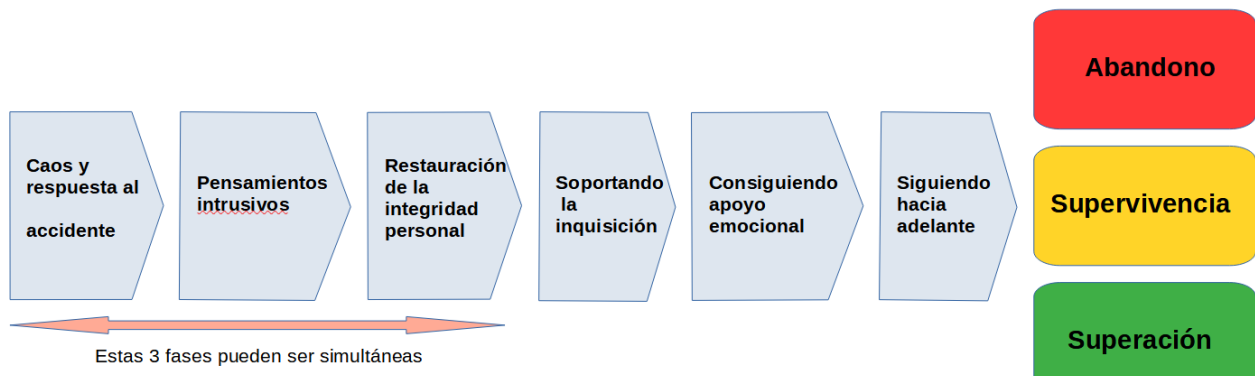 Caos y
respuesta al
accidente
Pensamientos
intrusivos
Restauración
de la
integridad
personal
Soportando
la
inquisición
Consiguiendo
apoyo
emocional
Siguiendo
hacia
adelante
Abandono
Supervivencia
Superación
Estas 3 fases pueden ser simultáneas